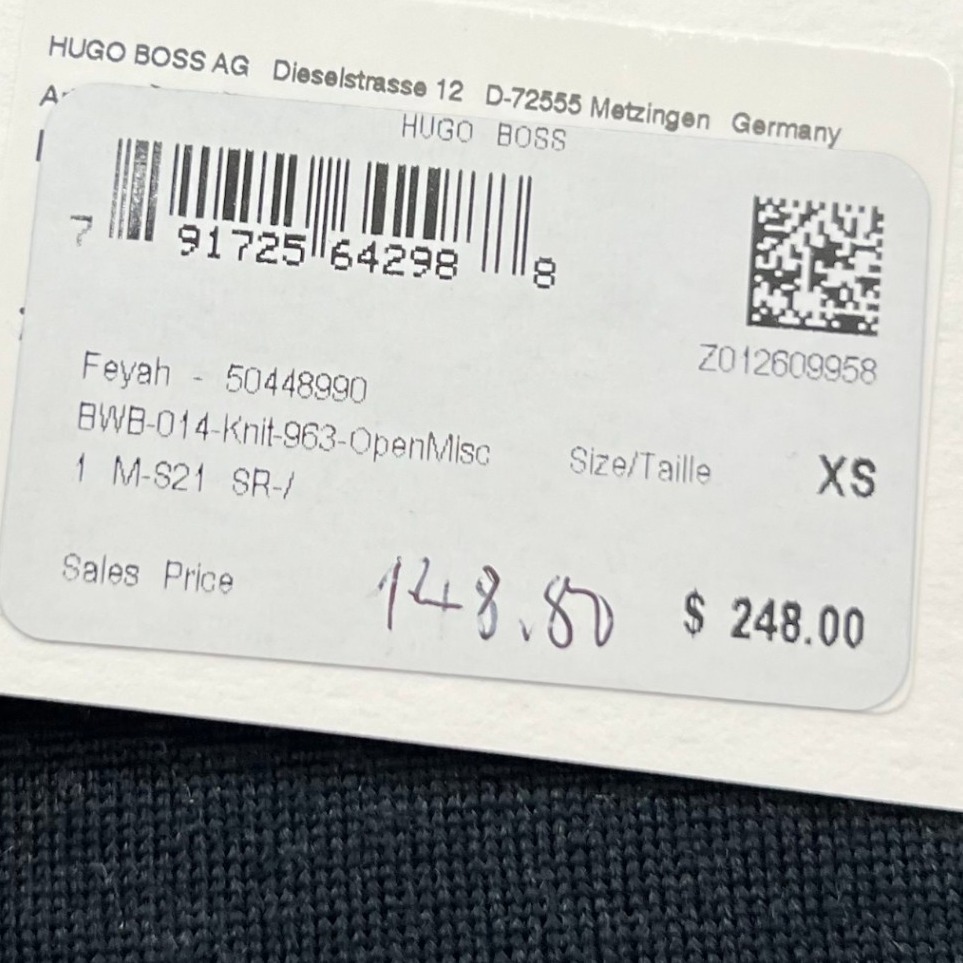 HUGO BOSS AG Dieselstrasse 12 D-72555 Metzingen Germany
HUGO BOSS
7 91725 64298 8
Z012609958
Feyah - 50448990
BWB-014-Knit-963-OpenMisc
1 M-S21 SR-/
Size/Taille XS
Sales Price 148.80 $ 248.00